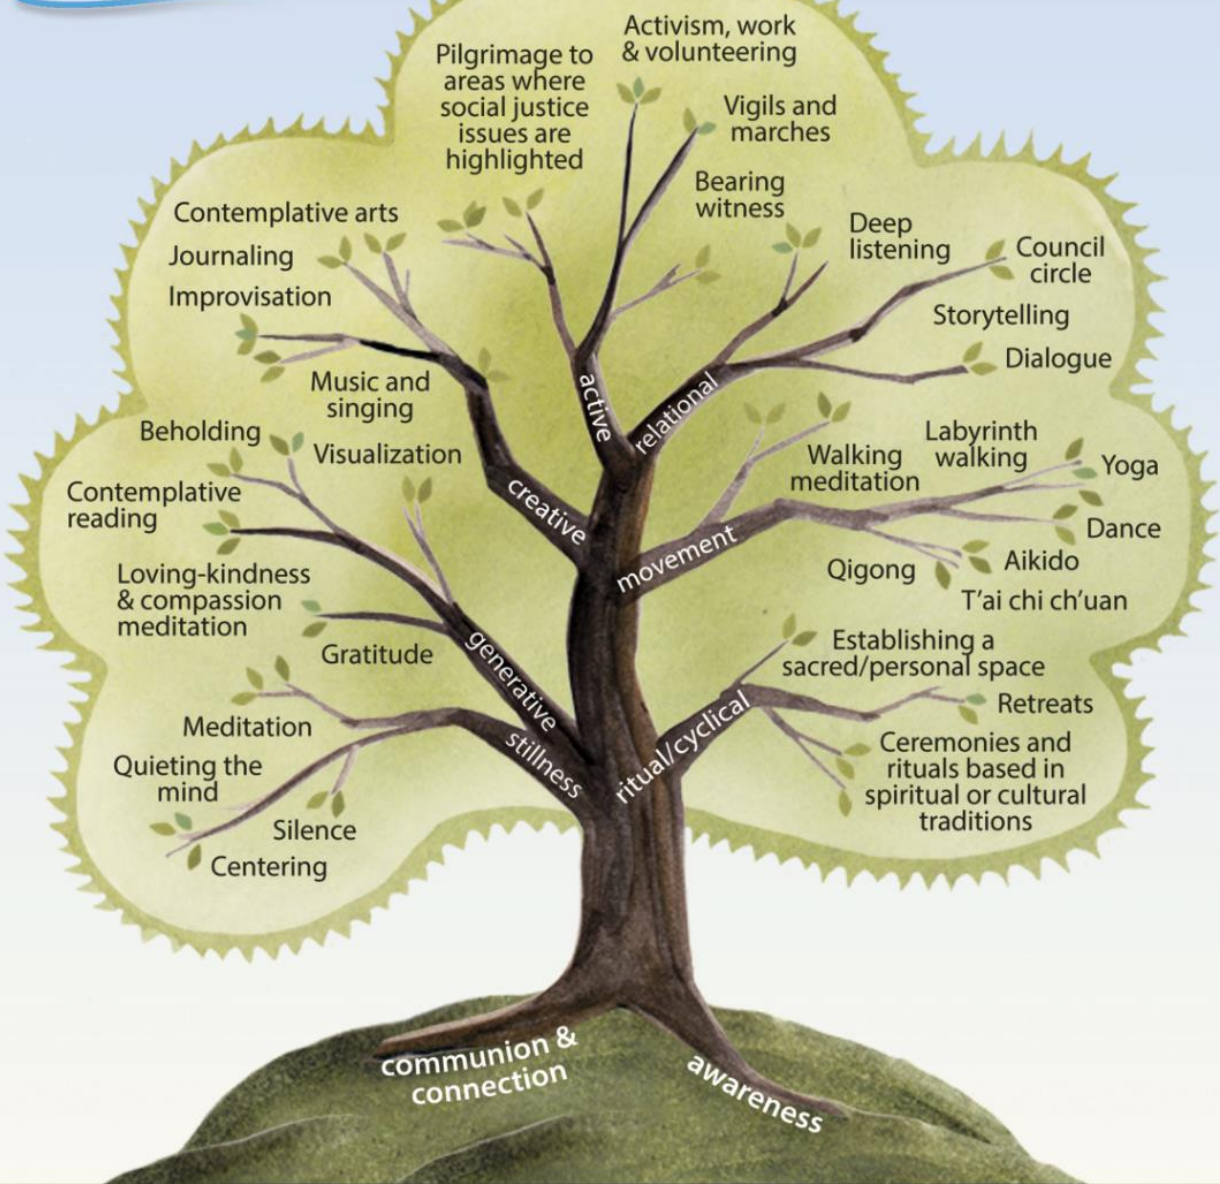 Activism, work
& volunteering
Pilgrimage to
areas where
social justice
issues are
highlighted
Vigils and
marches
Bearing
witness
Contemplative arts
Journaling
Improvisation
Music and
singing
Deep
listening
Council
circle
Storytelling
Dialogue
active
relational
creative
movement
Beholding
Visualization
Contemplative
reading
Loving-kindness
& compassion
meditation
Gratitude
generative
Walking
meditation
Labyrinth
walking
Yoga
Dance
Aikido
Qigong
T'ai chi ch'uan
Meditation
Quieting the
mind
Silence
Centering
stillness
ritual/cyclical
Establishing a
sacred/personal space
Retreats
Ceremonies and
rituals based in
spiritual or cultural
traditions
communion &
connection
awareness